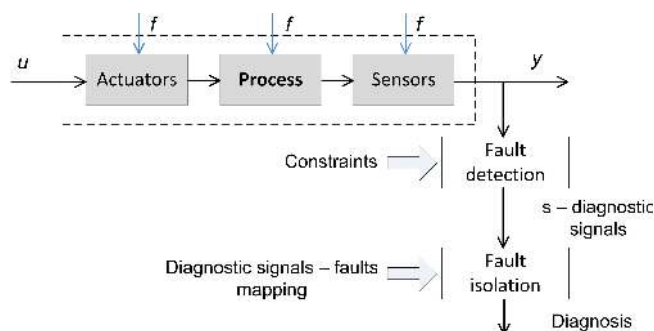 f f f
u Actuators Process Sensors y
Constraints
Fault
detection
s – diagnostic
signals
Diagnostic signals – faults
mapping
Fault
isolation
Diagnosis